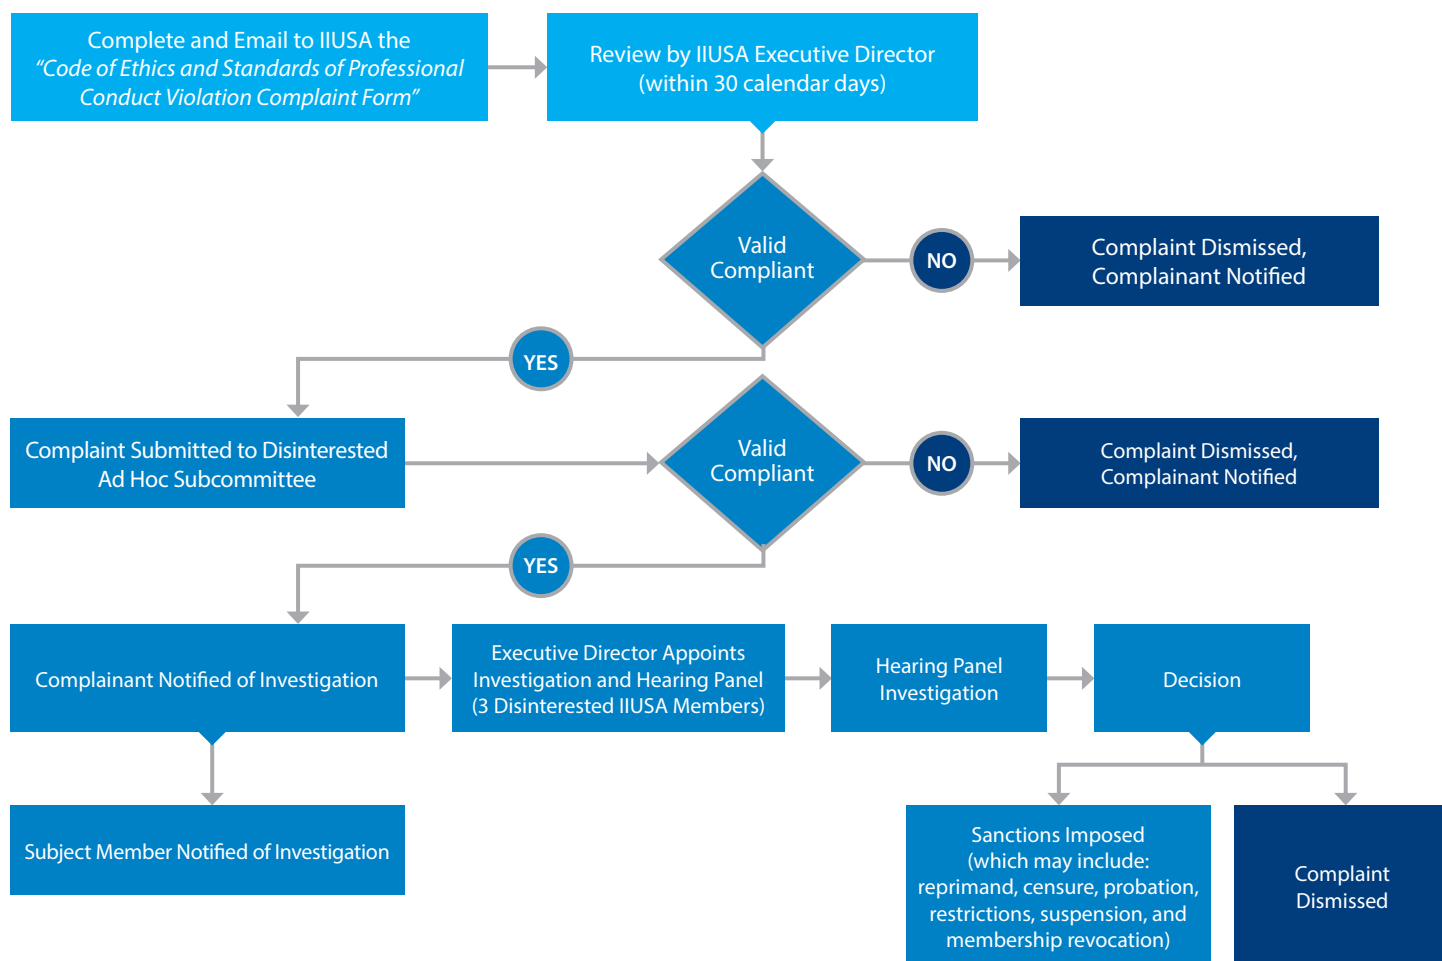 Complete and Email to IIUSA the
“Code of Ethics and Standards of Professional
Conduct Violation Complaint Form”
Review by IIUSA Executive Director
(within 30 calendar days)
Valid
Compliant
NO
Complaint Dismissed,
Complainant Notified
YES
Complaint Submitted to Disinterested
Ad Hoc Subcommittee
Valid
Compliant
NO
Complaint Dismissed,
Complainant Notified
YES
Complainant Notified of Investigation
Executive Director Appoints
Investigation and Hearing Panel
(3 Disinterested IIUSA Members)
Hearing Panel
Investigation
Decision
Subject Member Notified of Investigation
Sanctions Imposed
(which may include:
reprimand, censure, probation,
restrictions, suspension, and
membership revocation)
Complaint
Dismissed